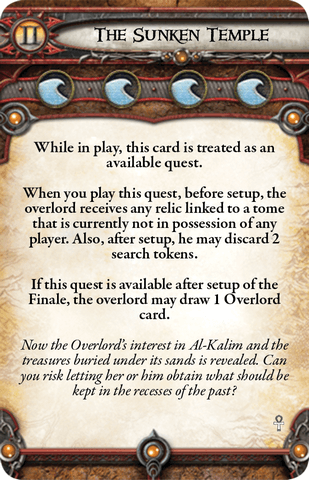 II
The Sunken Temple
While in play, this card is treated as an
available quest.
When you play this quest, before setup, the
overlord receives any relic linked to a tome
that is currently not in possession of any
player. Also, after setup, he may discard 2
search tokens.
If this quest is available after setup of the
Finale, the overlord may draw 1 Overlord
card.
Now the Overlord's interest in Al-Kalim and the
treasures buried under its sands is revealed. Can
you risk letting her or him obtain what should be
kept in the recesses of the past?